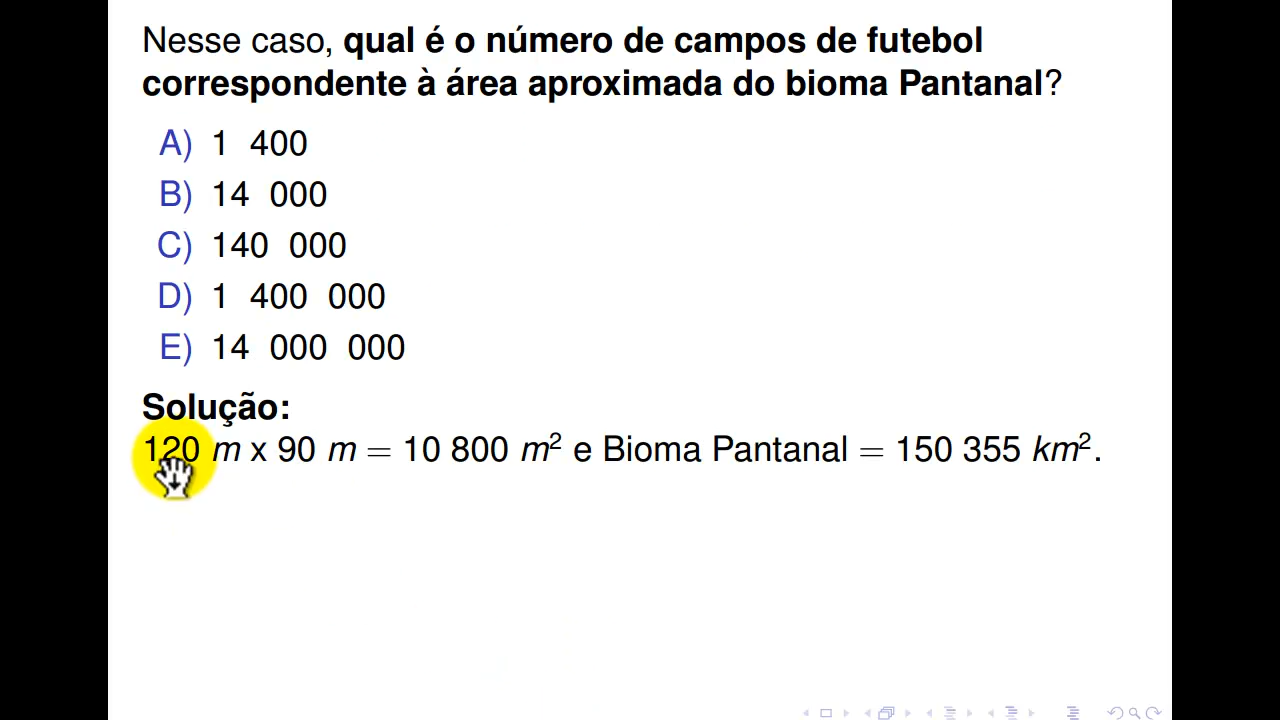 Nesse caso, qual é o número de campos de futebol
correspondente à área aproximada do bioma Pantanal?
A) 1 400
B) 14 000
C) 140 000
D) 1 400 000
E) 14 000 000
Solução:
120 m x 90 m = 10 800 m² e Bioma Pantanal = 150 355 km².